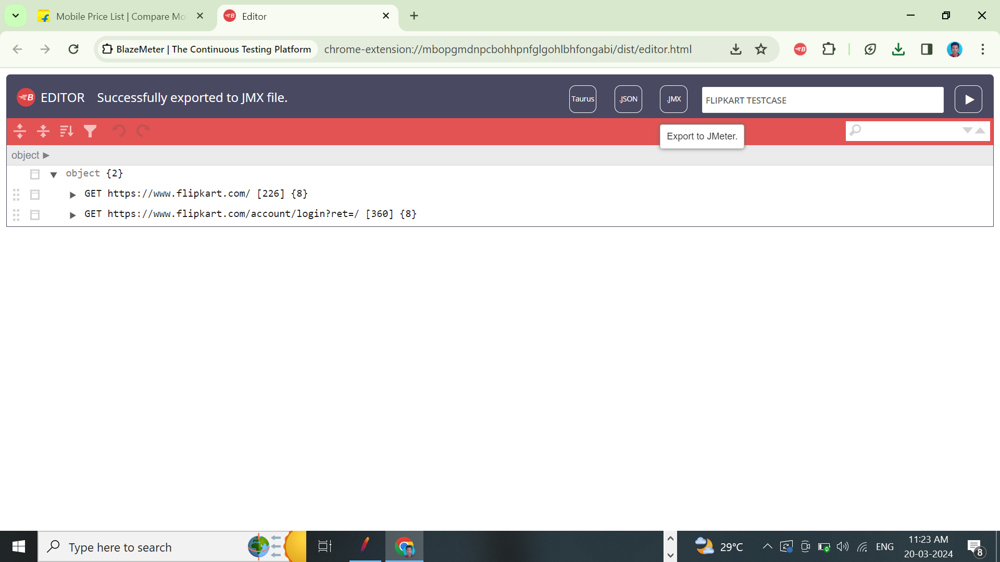 Mobile Price List | Compare Mo
Editor
BlazeMeter | The Continuous Testing Platform
chrome-extension://mbopgmdnpcbohhpnfglgohlbhfongabi/dist/editor.html
B EDITOR Successfully exported to JMX file.
Taurus
.JSON
.JMX
FLIPKART TESTCASE
Export to JMeter.
object ►
object {2}
GET https://www.flipkart.com/ [226] {8}
GET https://www.flipkart.com/account/login?ret=/ [360] {8}
Type here to search
29°C
ENG
11:23 AM
20-03-2024
8